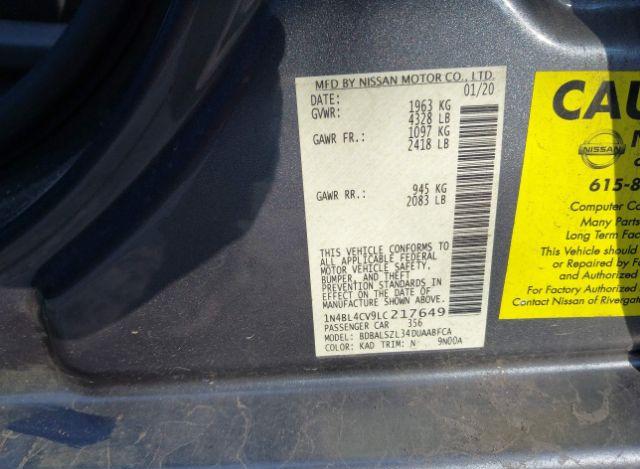 MFD BY NISSAN MOTOR CO., LTD.
DATE: 01/20
GVWR: 1963 KG
4328 LB
GAWR FR.: 1097 KG
2418 LB
GAWR RR.: 945 KG
2083 LB
THIS VEHICLE CONFORMS TO
ALL APPLICABLE FEDERAL
MOTOR VEHICLE SAFETY,
BUMPER, AND THEFT
PREVENTION STANDARDS IN
EFFECT ON THE DATE OF
MANUFACTURE SHOWN ABOVE.
1N4BL4CV9LC217649
PASSENGER CAR 356
MODEL: BDBALSZL34DUAABFCA
COLOR: KAD TRIM: N 9N00A
CAU
NISSAN
615-8
Computer Co
Many Parts
Long Term Fac
This Vehicle should
or Repaired by Fa
and Authorized
For Factory Authorized
Contact Nissan of Riverga